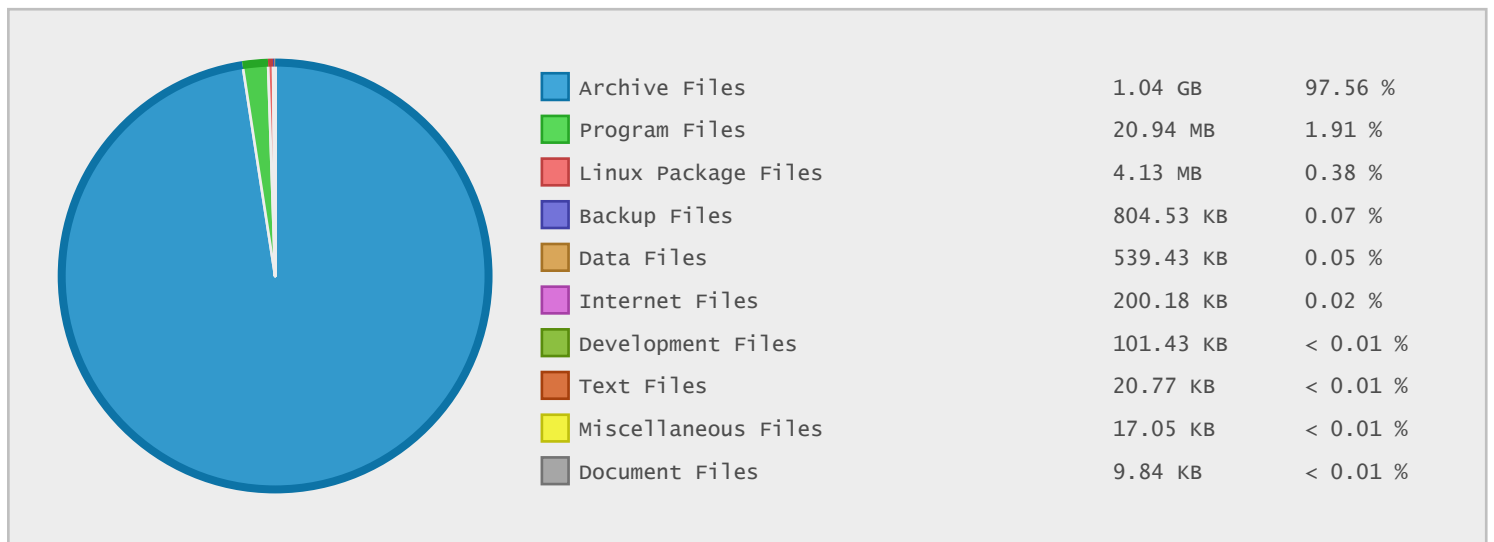 Archive Files 1.04 GB 97.56 %
Program Files 20.94 MB 1.91 %
Linux Package Files 4.13 MB 0.38 %
Backup Files 804.53 KB 0.07 %
Data Files 539.43 KB 0.05 %
Internet Files 200.18 KB 0.02 %
Development Files 101.43 KB < 0.01 %
Text Files 20.77 KB < 0.01 %
Miscellaneous Files 17.05 KB < 0.01 %
Document Files 9.84 KB < 0.01 %